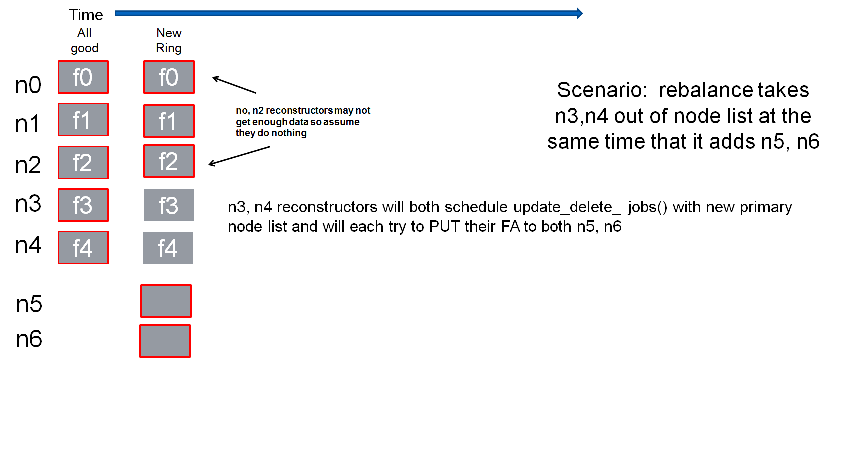 Time
All
good
New
Ring
n0
f0
f0
n1
f1
f1
n2
f2
f2
n3
f3
f3
n4
f4
f4
n5
n6
no, n2 reconstructors may not
get enough data so assume
they do nothing
Scenario: rebalance takes
n3,n4 out of node list at the
same time that it adds n5, n6
n3, n4 reconstructors will both schedule update_delete_ jobs() with new primary
node list and will each try to PUT their FA to both n5, n6